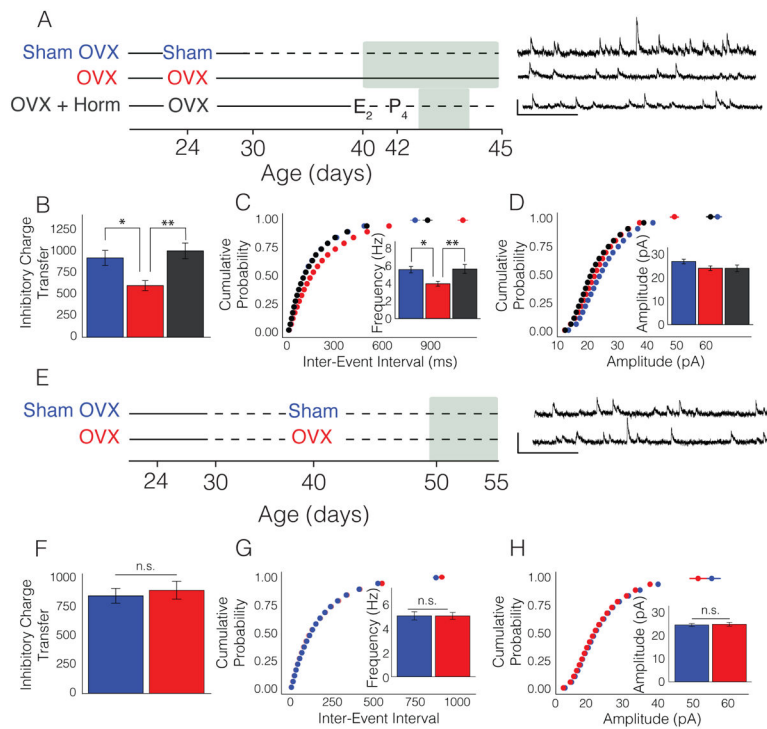 A
Sham OVX Sham
OVX OVX
OVX + Horm OVX E2 P4
24 30 40 42 45
Age (days)
B
Inhibitory Charge
Transfer
1250
1000
750
500
250
0
*
**
C
Cumulative
Probability
1.00
0.75
0.50
0.25
0.00
0 300 600 900
Inter-Event Interval (ms)
Frequency (Hz)
8
6
4
2
0
*
**
D
Cumulative
Probability
1.00
0.75
0.50
0.25
0.00
10 20 30 40 50 60
Amplitude (pA)
Amplitude (pA)
30
20
10
0
E
Sham OVX Sham
OVX OVX
24 30 40 50 55
Age (days)
F
Inhibitory Charge
Transfer
1000
750
500
250
0
n.s.
G
Cumulative
Probability
1.00
0.75
0.50
0.25
0.00
0 250 500 750 1000
Inter-Event Interval
Frequency (Hz)
6
4
2
0
n.s.
H
Cumulative
Probability
1.00
0.75
0.50
0.25
0.00
0 20 30 40 50 60
Amplitude (pA)
Amplitude (pA)
30
20
10
0
n.s.